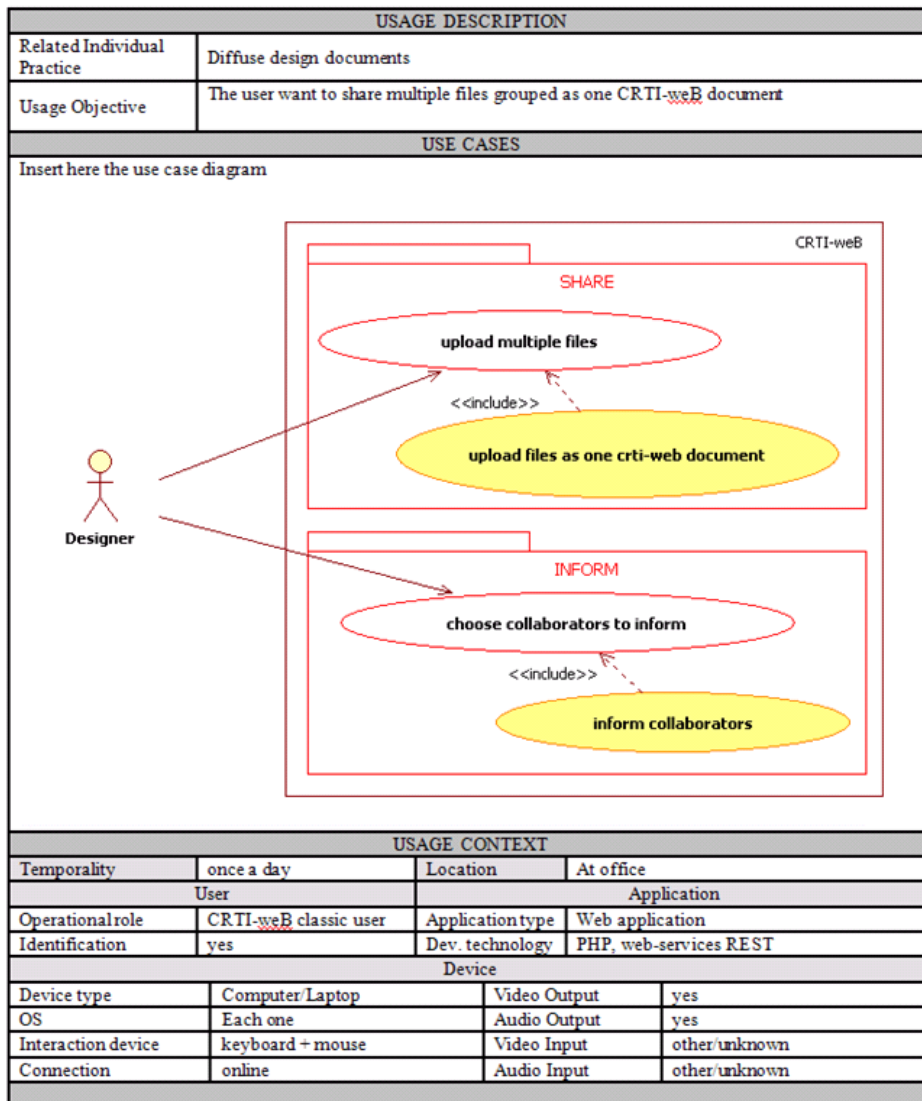 USAGE DESCRIPTION
Related Individual
Practice
Diffuse design documents
Usage Objective
The user want to share multiple files grouped as one CRTI-weB document
USE CASES
Insert here the use case diagram
CRTI-weB
SHARE
upload multiple files
<<include>>
upload files as one crti-web document
Designer
INFORM
choose collaborators to inform
<<include>>
inform collaborators
USAGE CONTEXT
Temporality once a day Location At office
User Application
Operational role CRTI-weB classic user Application type Web application
Identification yes Dev. technology PHP, web-services REST
Device
Device type Computer/Laptop Video Output yes
OS Each one Audio Output yes
Interaction device keyboard + mouse Video Input other/unknown
Connection online Audio Input other/unknown